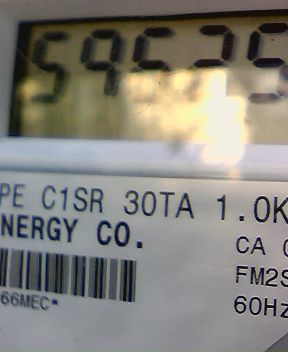 59525
PE C1SR 30TA 1.0K
NERGY CO.
CA
FM2S
66MEC*
60Hz